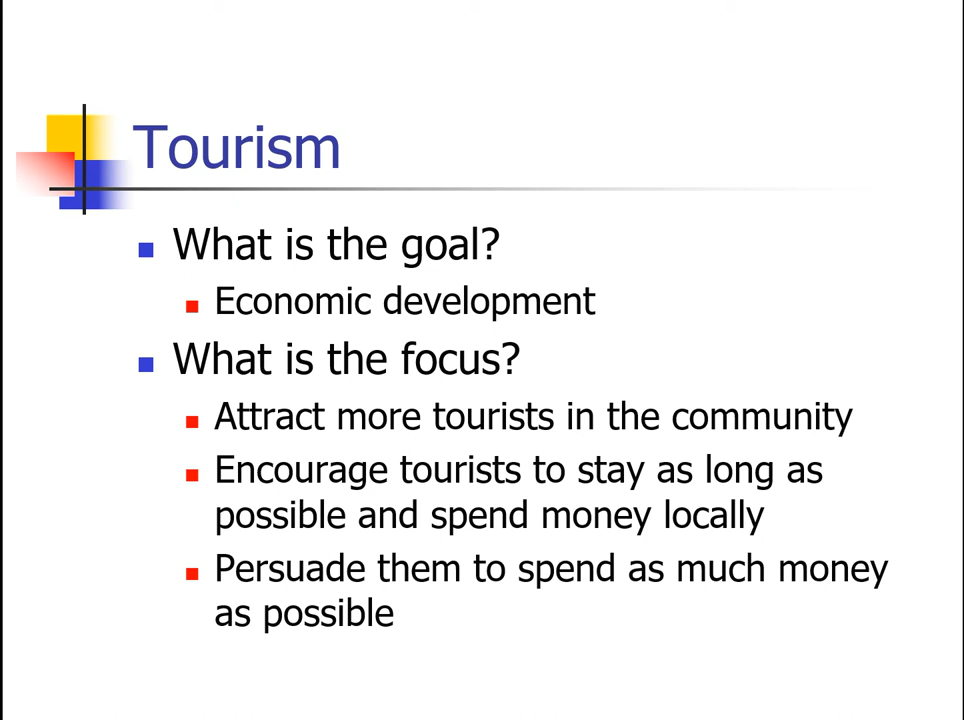 Tourism
What is the goal?
Economic development
What is the focus?
Attract more tourists in the community
Encourage tourists to stay as long as
possible and spend money locally
Persuade them to spend as much money
as possible